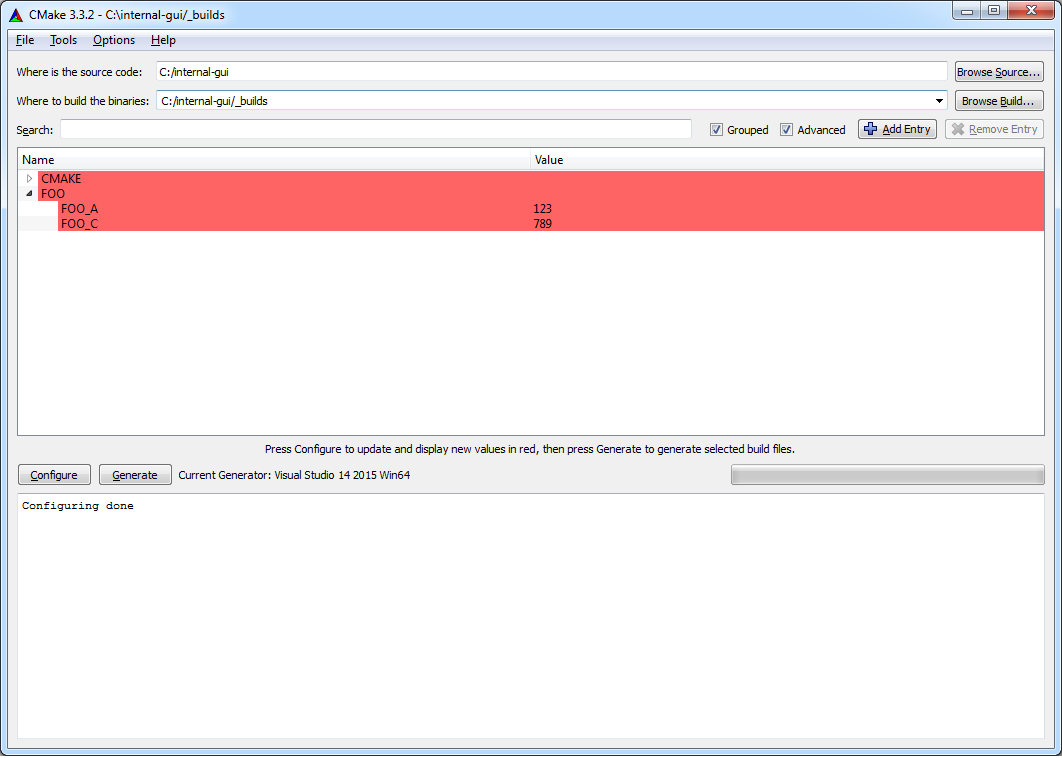 CMake 3.3.2 - C:\internal-gui/_builds
File Tools Options Help
Where is the source code: C:/internal-gui Browse Source...
Where to build the binaries: C:/internal-gui/_builds Browse Build...
Search: Grouped Advanced Add Entry Remove Entry
Name Value
CMAKE
FOO
FOO_A 123
FOO_C 789
Press Configure to update and display new values in red, then press Generate to generate selected build files.
Configure Generate Current Generator: Visual Studio 14 2015 Win64
Configuring done